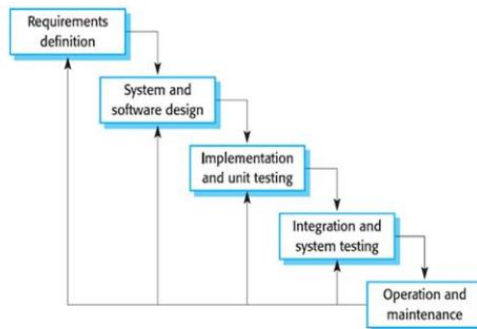 Requirements
definition
System and
software design
Implementation
and unit testing
Integration and
system testing
Operation and
maintenance